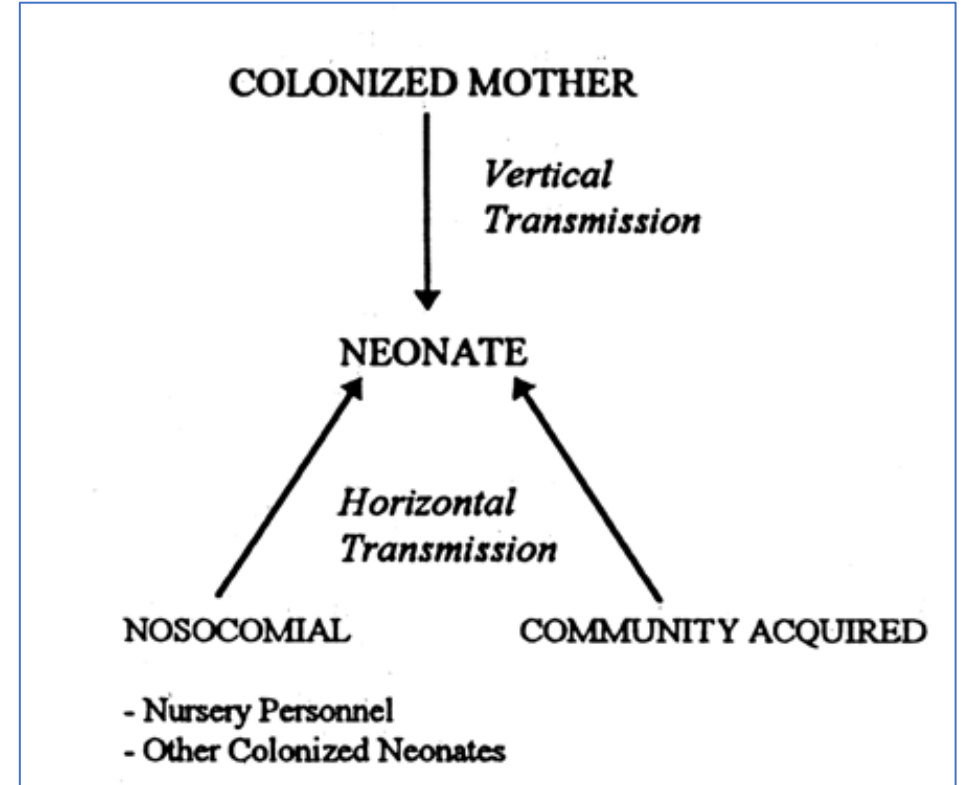 COLONIZED MOTHER
Vertical
Transmission
NEONATE
Horizontal
Transmission
NOSOCOMIAL
COMMUNITY ACQUIRED
- Nursery Personnel
- Other Colonized Neonates